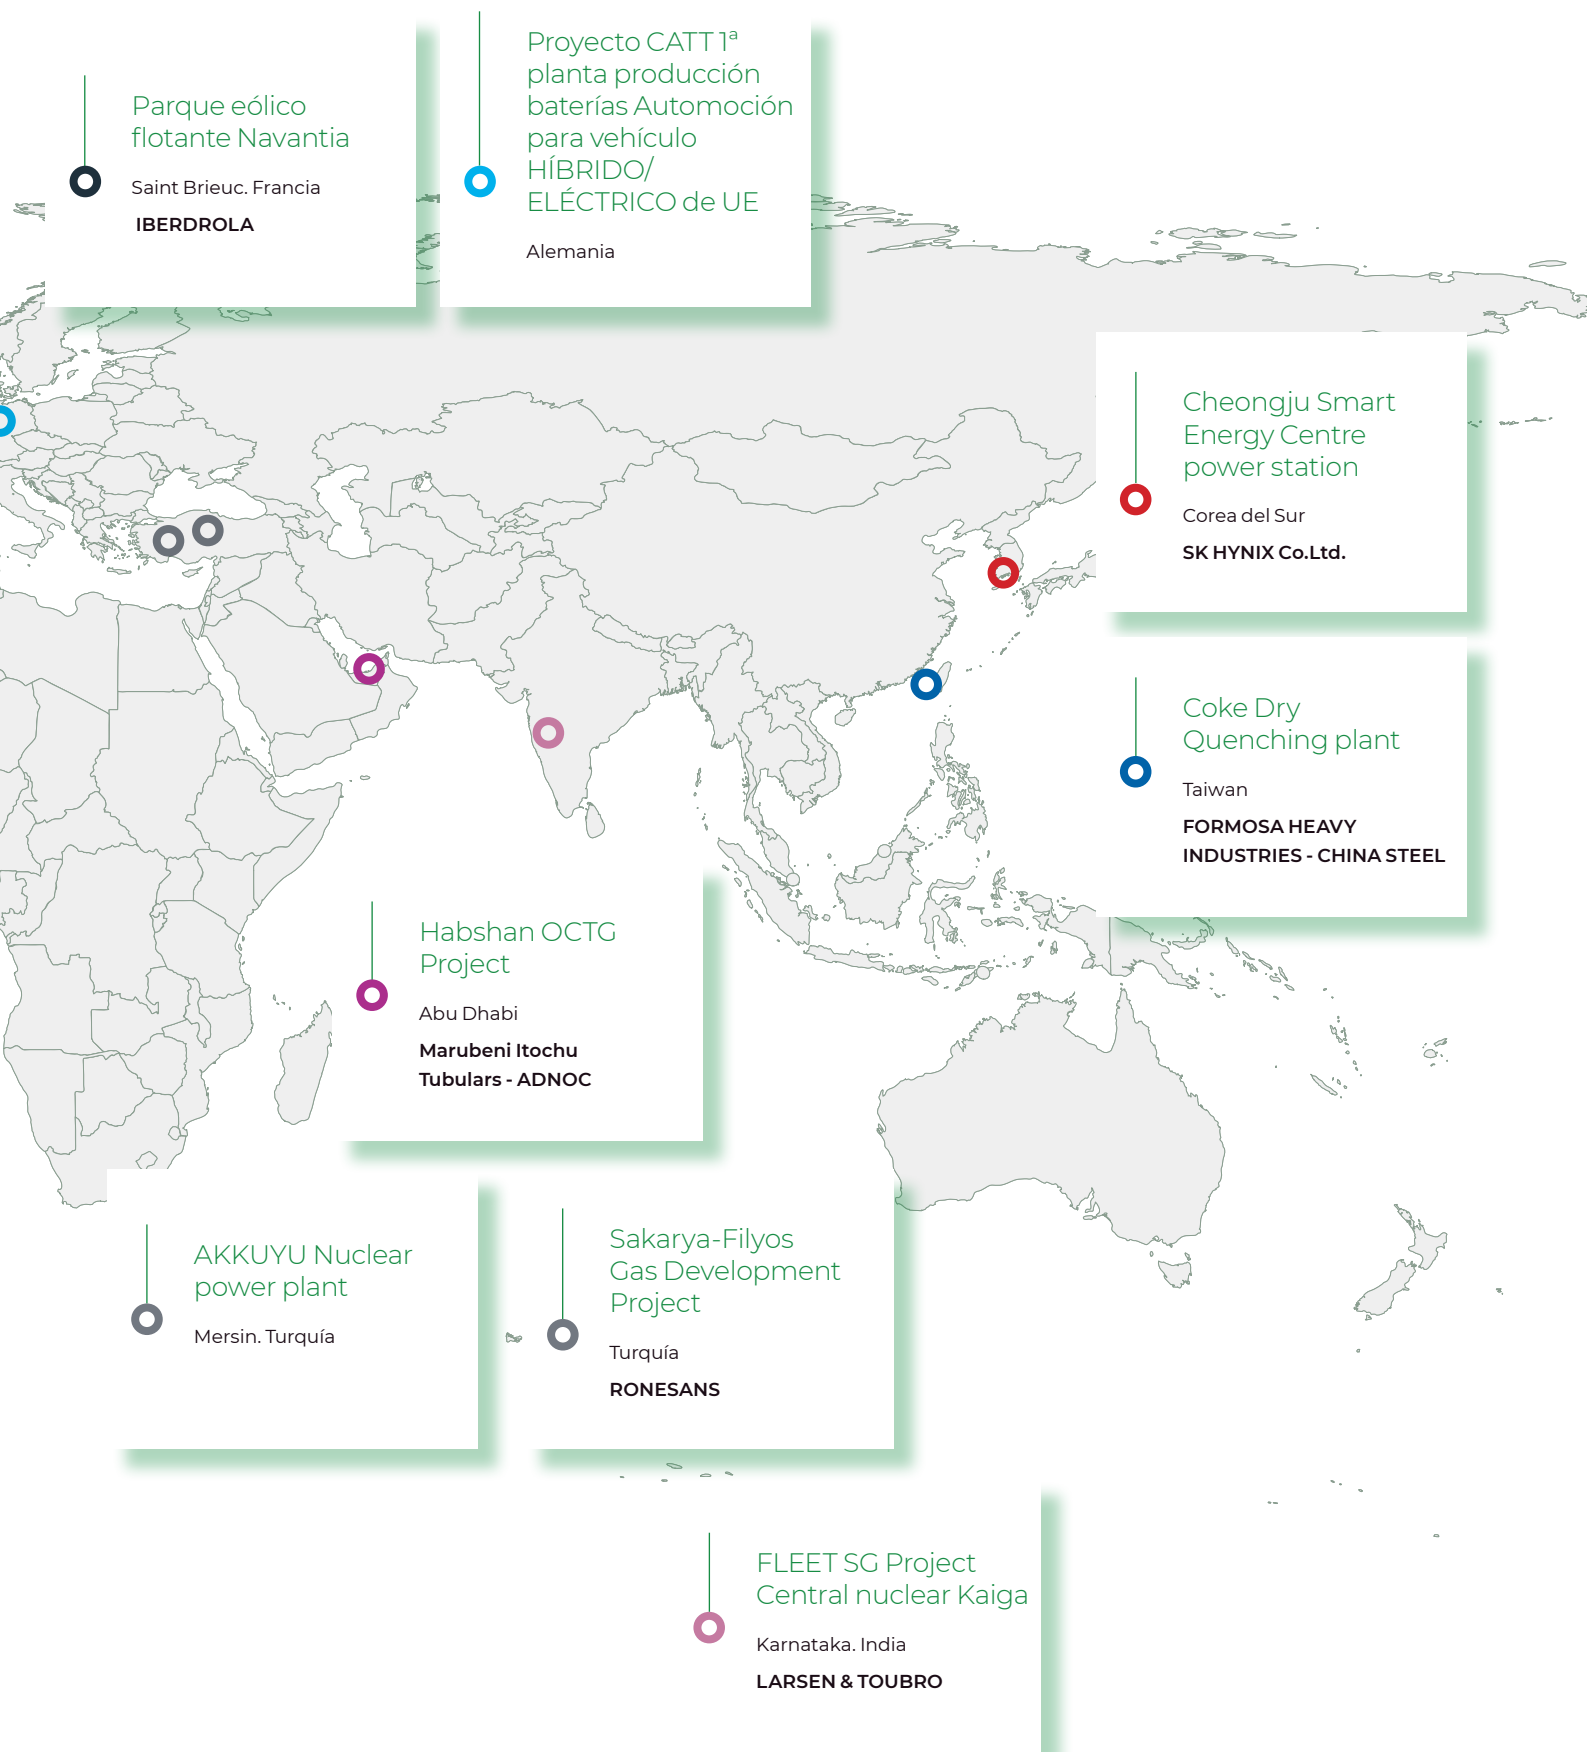 Parque eólico
flotante Navantia
Saint Brieuc. Francia
IBERDROLA
Proyecto CATT 1ª
planta producción
baterías Automoción
para vehículo
HÍBRIDO/
ELÉCTRICO de UE
Alemania
Cheongju Smart
Energy Centre
power station
Corea del Sur
SK HYNIX Co.Ltd.
Coke Dry
Quenching plant
Taiwan
FORMOSA HEAVY
INDUSTRIES - CHINA STEEL
Habshan OCTG
Project
Abu Dhabi
Marubeni Itochu
Tubulars - ADNOC
AKKUYU Nuclear
power plant
Mersin. Turquía
Sakarya-Filyos
Gas Development
Project
Turquía
RONESANS
FLEET SG Project
Central nuclear Kaiga
Karnataka. India
LARSEN & TOUBRO